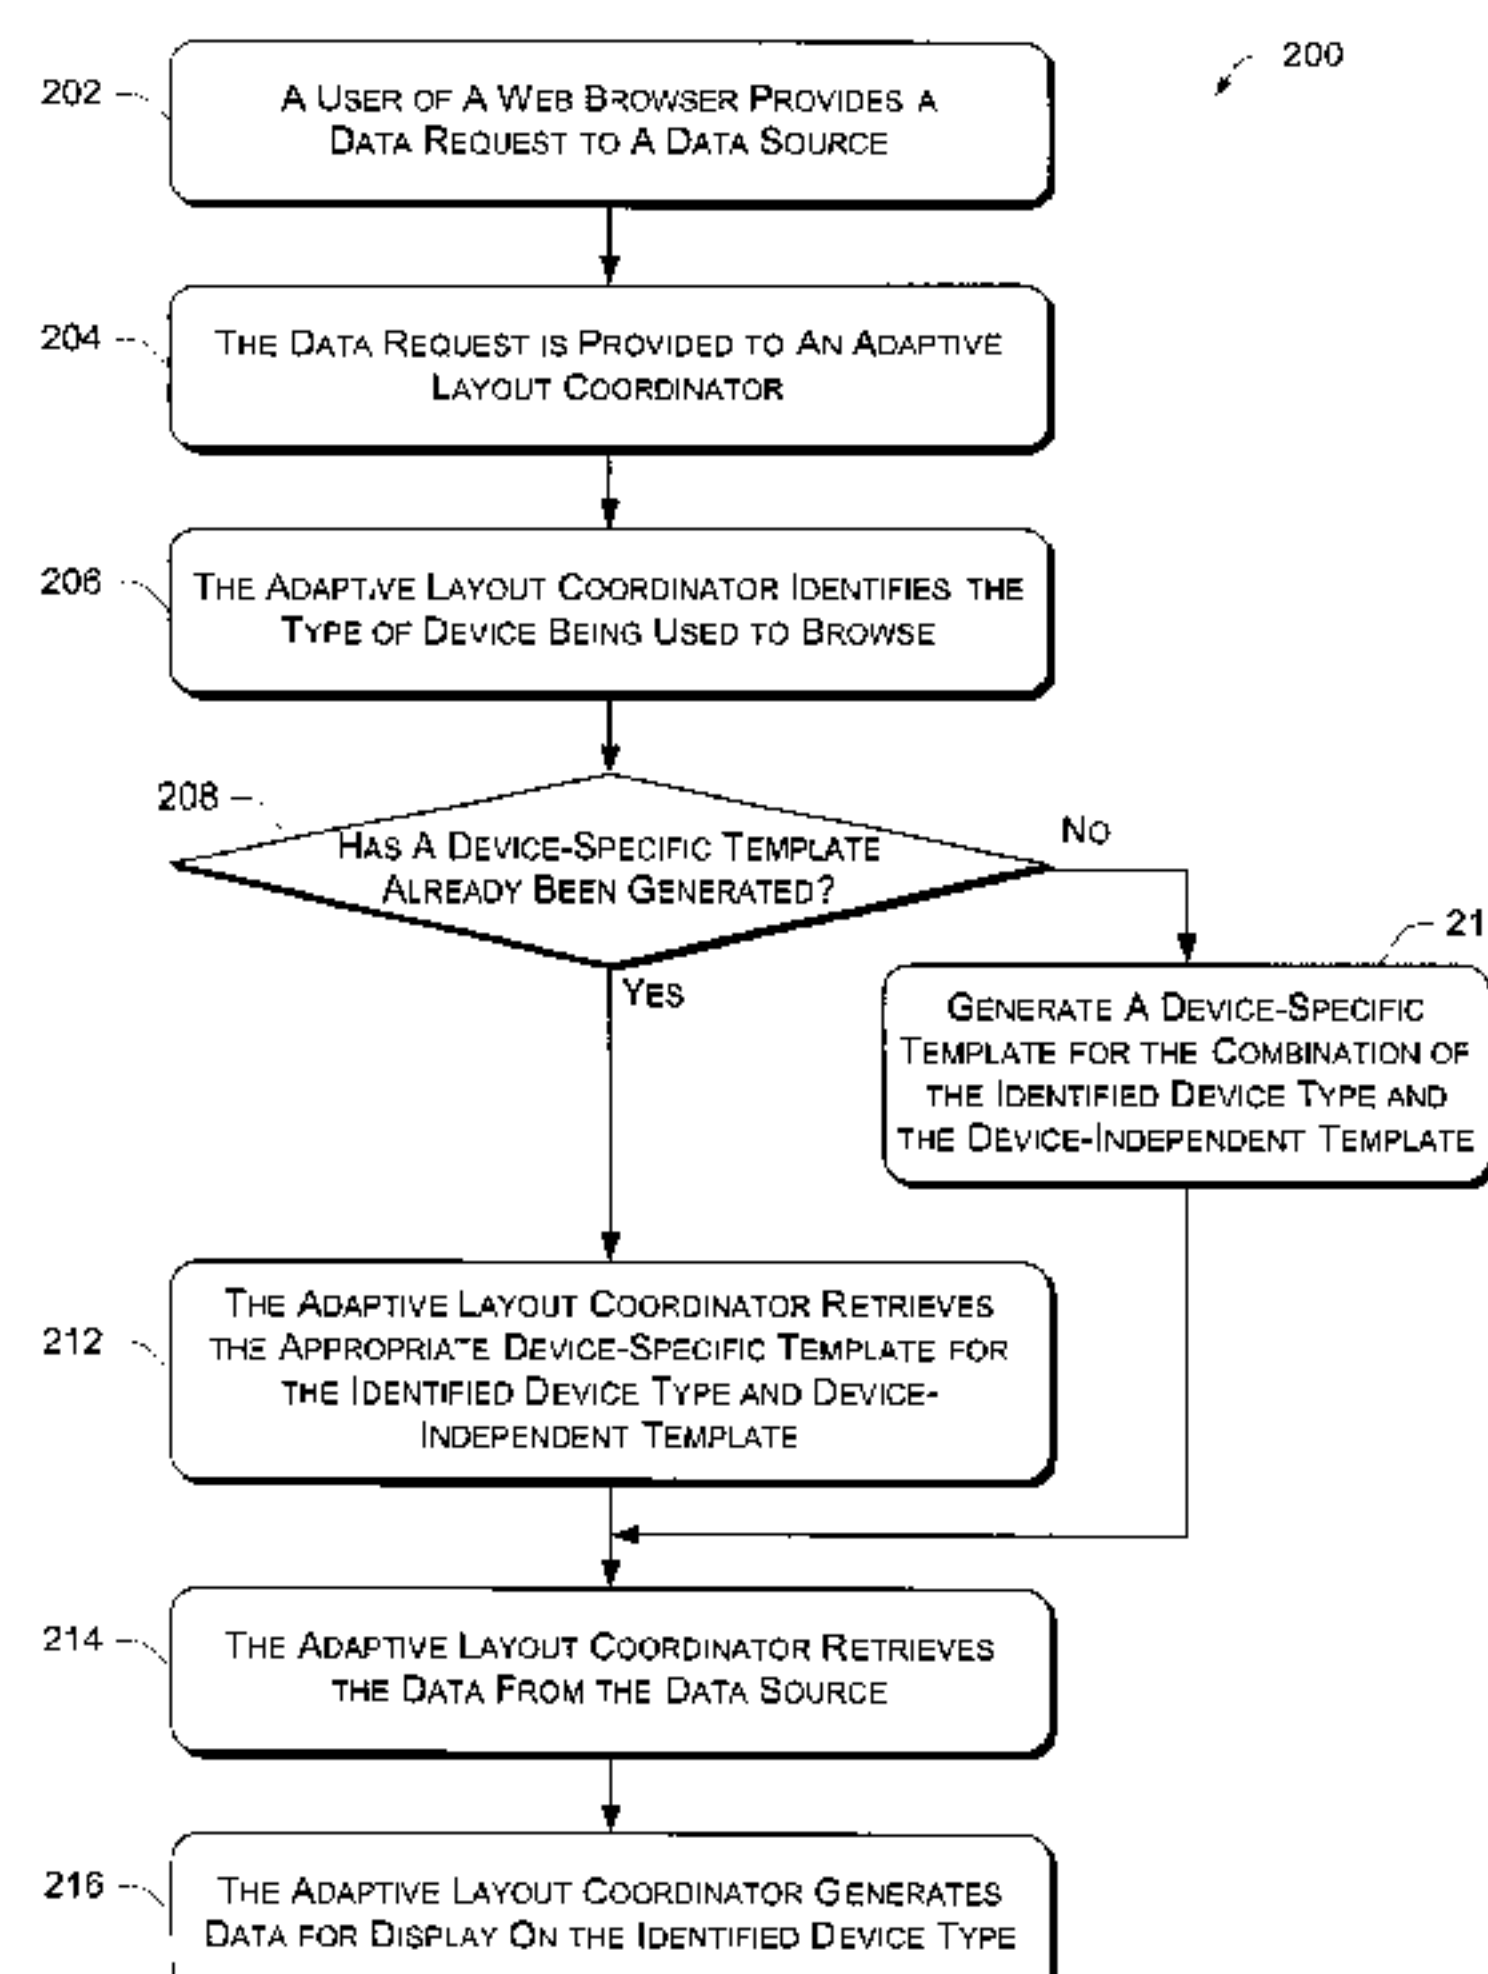 200
202
A USER OF A WEB BROWSER PROVIDES A
DATA REQUEST TO A DATA SOURCE
204
THE DATA REQUEST IS PROVIDED TO AN ADAPTIVE
LAYOUT COORDINATOR
206
THE ADAPTIVE LAYOUT COORDINATOR IDENTIFIES THE
TYPE OF DEVICE BEING USED TO BROWSE
208
HAS A DEVICE-SPECIFIC TEMPLATE
ALREADY BEEN GENERATED?
NO
YES
21
GENERATE A DEVICE-SPECIFIC
TEMPLATE FOR THE COMBINATION OF
THE IDENTIFIED DEVICE TYPE AND
THE DEVICE-INDEPENDENT TEMPLATE
212
THE ADAPTIVE LAYOUT COORDINATOR RETRIEVES
THE APPROPRIATE DEVICE-SPECIFIC TEMPLATE FOR
THE IDENTIFIED DEVICE TYPE AND DEVICE-
INDEPENDENT TEMPLATE
214
THE ADAPTIVE LAYOUT COORDINATOR RETRIEVES
THE DATA FROM THE DATA SOURCE
216
THE ADAPTIVE LAYOUT COORDINATOR GENERATES
DATA FOR DISPLAY ON THE IDENTIFIED DEVICE TYPE